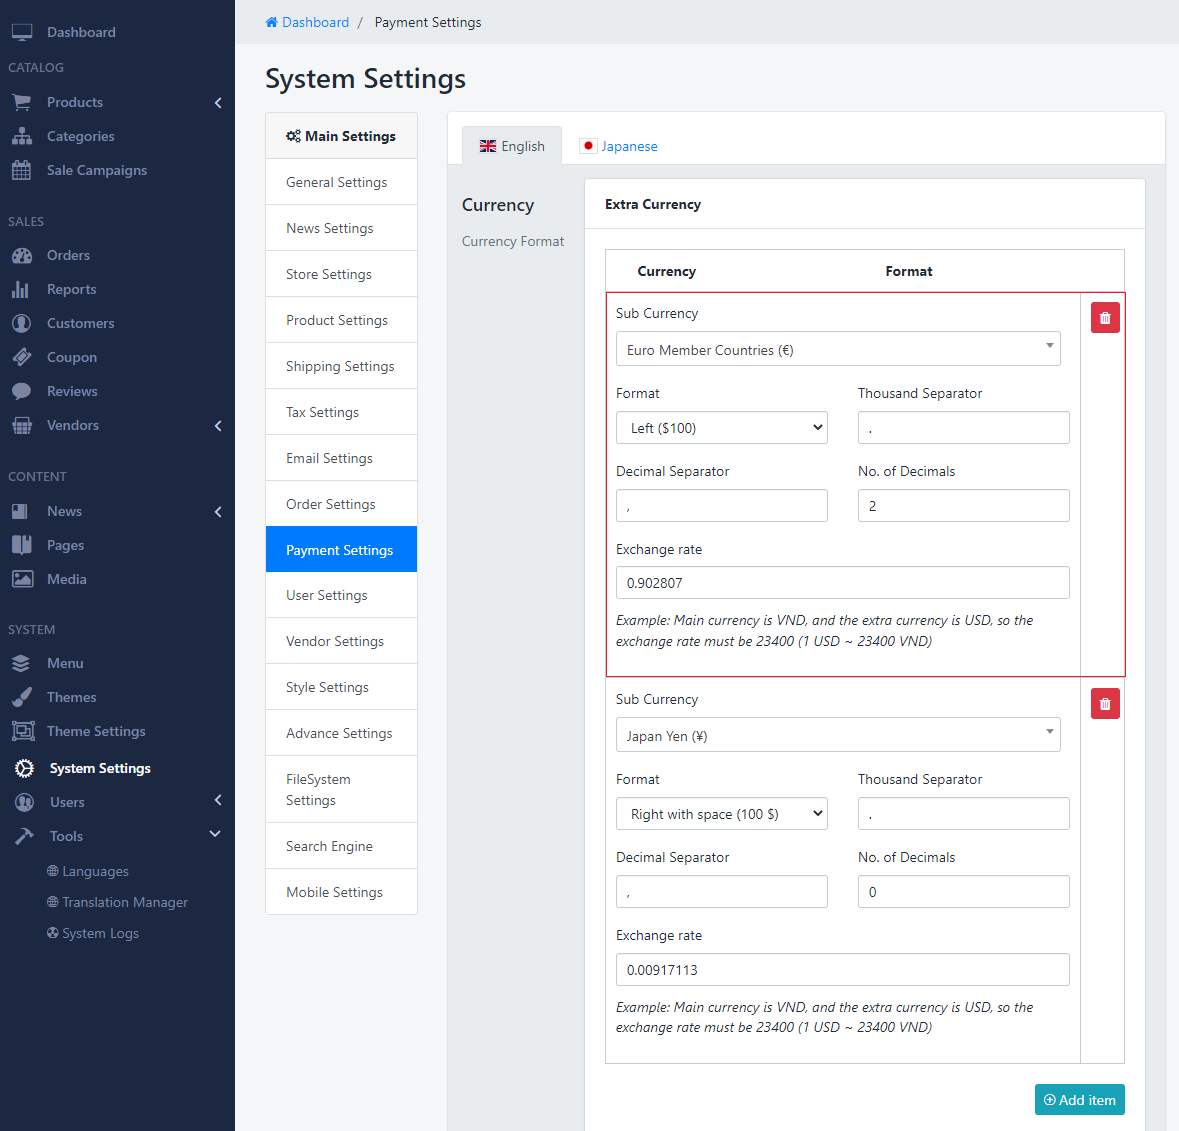 Dashboard
CATALOG
Products
Categories
Sale Campaigns
SALES
Orders
Reports
Customers
Coupon
Reviews
Vendors
CONTENT
News
Pages
Media
SYSTEM
Menu
Themes
Theme Settings
System Settings
Users
Tools
Languages
Translation Manager
System Logs
Dashboard / Payment Settings
System Settings
Main Settings
General Settings
News Settings
Store Settings
Product Settings
Shipping Settings
Tax Settings
Email Settings
Order Settings
Payment Settings
User Settings
Vendor Settings
Style Settings
Advance Settings
FileSystem
Settings
Search Engine
Mobile Settings
English Japanese
Currency
Currency Format
Extra Currency
Currency Format
Sub Currency
Euro Member Countries (€)
Format Thousand Separator
Left ($100) .
Decimal Separator No. of Decimals
, 2
Exchange rate
0.902807
Example: Main currency is VND, and the extra currency is USD, so the
exchange rate must be 23400 (1 USD ~ 23400 VND)
Sub Currency
Japan Yen (¥)
Format Thousand Separator
Right with space (100 $) .
Decimal Separator No. of Decimals
, 0
Exchange rate
0.00917113
Example: Main currency is VND, and the extra currency is USD, so the
exchange rate must be 23400 (1 USD ~ 23400 VND)
Add item